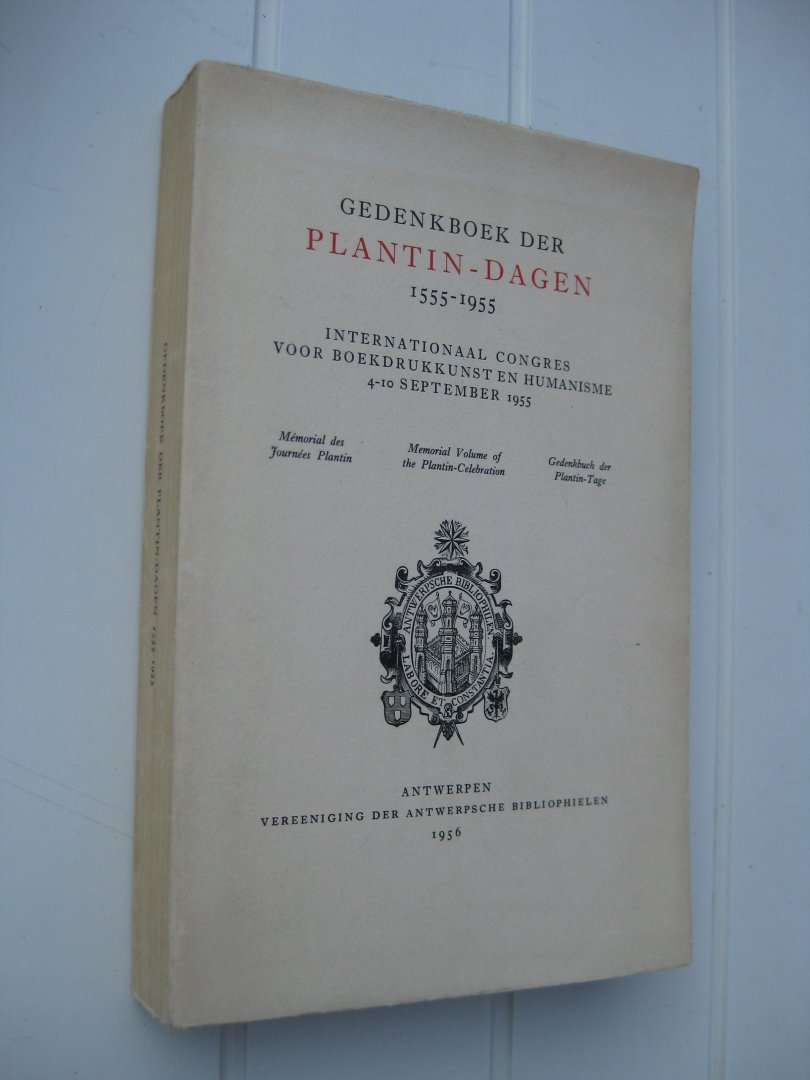 GEDENKBOEK DER
PLANTIN-DAGEN
1555-1955
INTERNATIONAAL CONGRES
VOOR BOEKDRUKKUNST EN HUMANISME
4-10 SEPTEMBER 1955
Mémorial des
Journées Plantin
Memorial Volume of
the Plantin-Celebration
Gedenkbuch der
Plantin-Tage
ANTWERPSCHE BIBLIOPHILEN
LABORE ET CONSTANTIA.
ANTWERPEN
VEREENIGING DER ANTWERPSCHE BIBLIOPHIELEN
1956
GEDENKBOEK DER PLANTIN-DAGEN 1555-1955